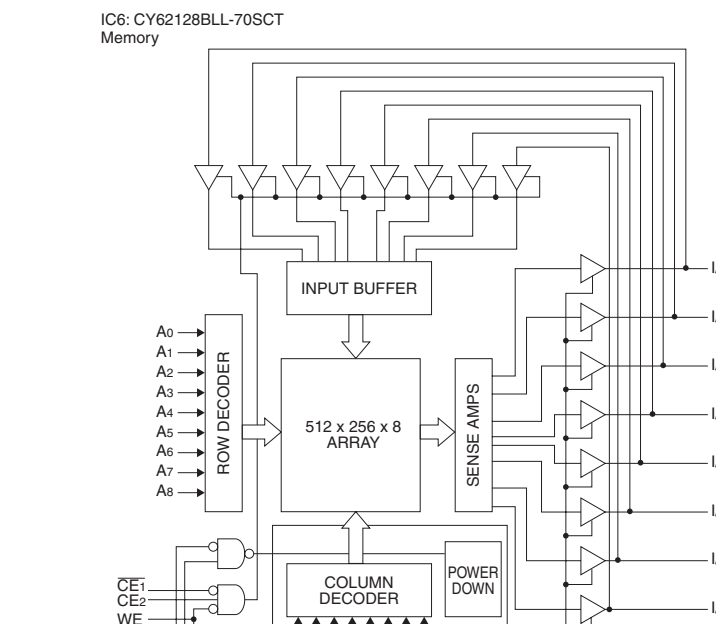 IC6: CY62128BLL-70SCT
Memory
INPUT BUFFER
A0
A1
A2
A3
A4
A5
A6
A7
A8
ROW DECODER
512 x 256 x 8
ARRAY
SENSE AMPS
CE1
CE2
WE
COLUMN
DECODER
POWER
DOWN